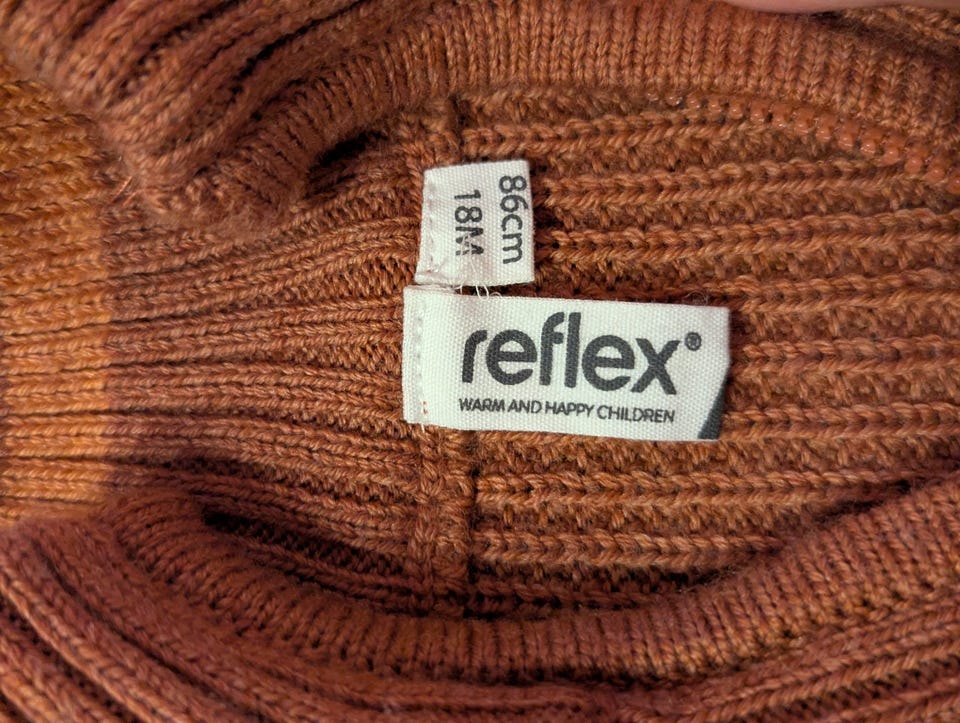 86cm
18M
reflex®
WARM AND HAPPY CHILDREN